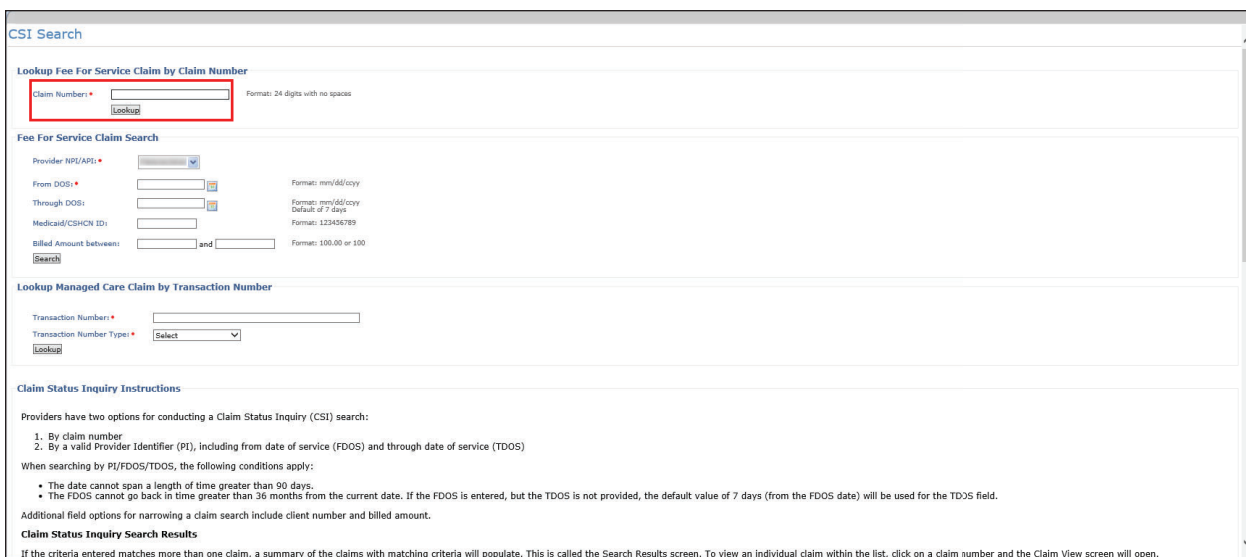 CSI Search
Lookup Fee For Service Claim by Claim Number
Claim Number: • Format: 24 digits with no spaces
Lookup
Fee For Service Claim Search
Provider NPI/API: •
From DOS: • Format: mm/dd/ccyy
Through DOS: Format: mm/dd/ccyy
Default of 7 days
Medicaid/CSHCN ID: Format: 123456789
Billed Amount between: and Format: 100.00 or 100
Search
Lookup Managed Care Claim by Transaction Number
Transaction Number: •
Transaction Number Type: • Select
Lookup
Claim Status Inquiry Instructions
Providers have two options for conducting a Claim Status Inquiry (CSI) search:
1. By claim number
2. By a valid Provider Identifier (PI), including from date of service (FDOS) and through date of service (TDOS)
When searching by PI/FDOS/TDOS, the following conditions apply:
• The date cannot span a length of time greater than 90 days.
• The FDOS cannot go back in time greater than 36 months from the current date. If the FDOS is entered, but the TDOS is not provided, the default value of 7 days (from the FDOS date) will be used for the TDOS field.
Additional field options for narrowing a claim search include client number and billed amount.
Claim Status Inquiry Search Results
If the criteria entered matches more than one claim, a summary of the claims with matching criteria will populate. This is called the Search Results screen. To view an individual claim within the list, click on a claim number and the Claim View screen will open.